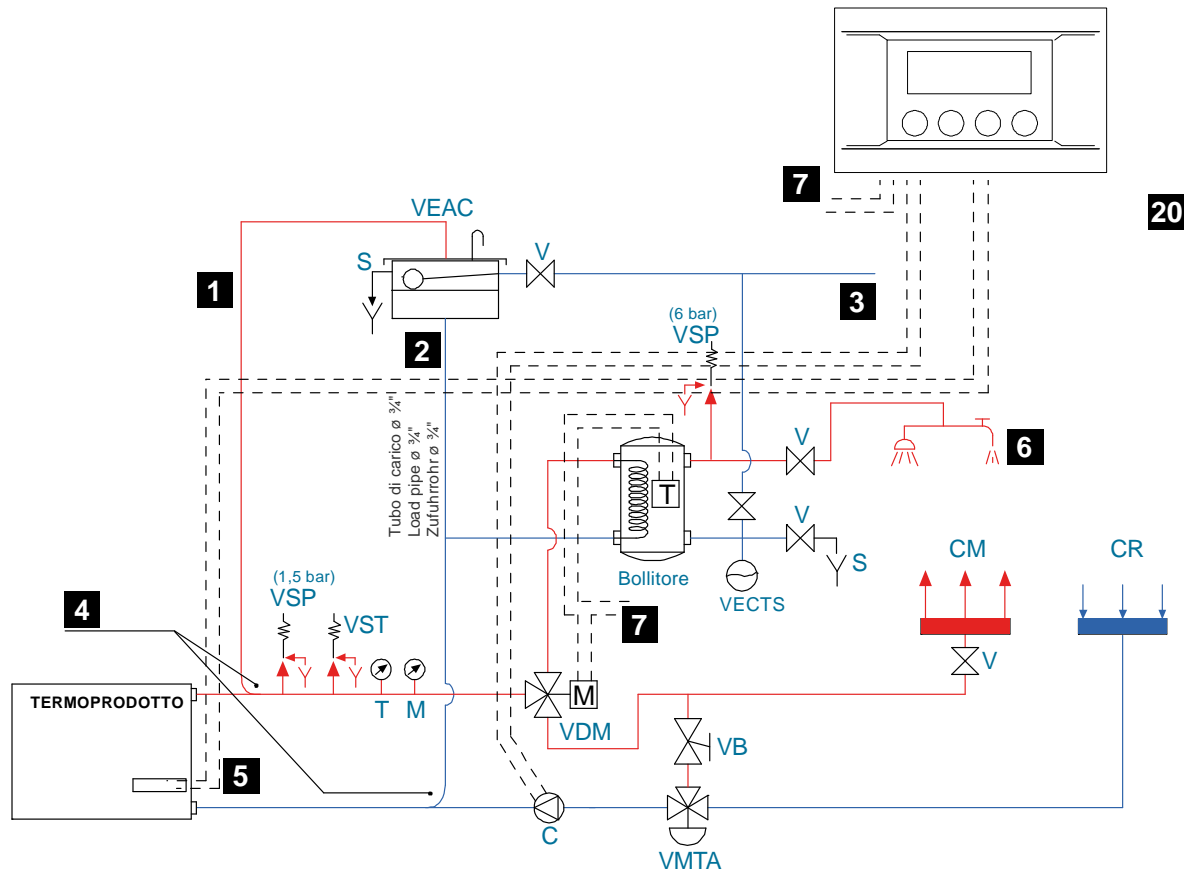 7
20
VEAC
S
V
1
3
(6 bar)
VSP
2
Tubo di carico ø ¾"
Load pipe ø ¾"
Zufuhrrohr ø ¾"
V
6
T
V
S
CM
CR
Bollitore
VECTS
(1,5 bar)
VSP
4
VST
7
V
TERMOPRODOTTO
T
M
M
VDM
VB
5
C
VMTA